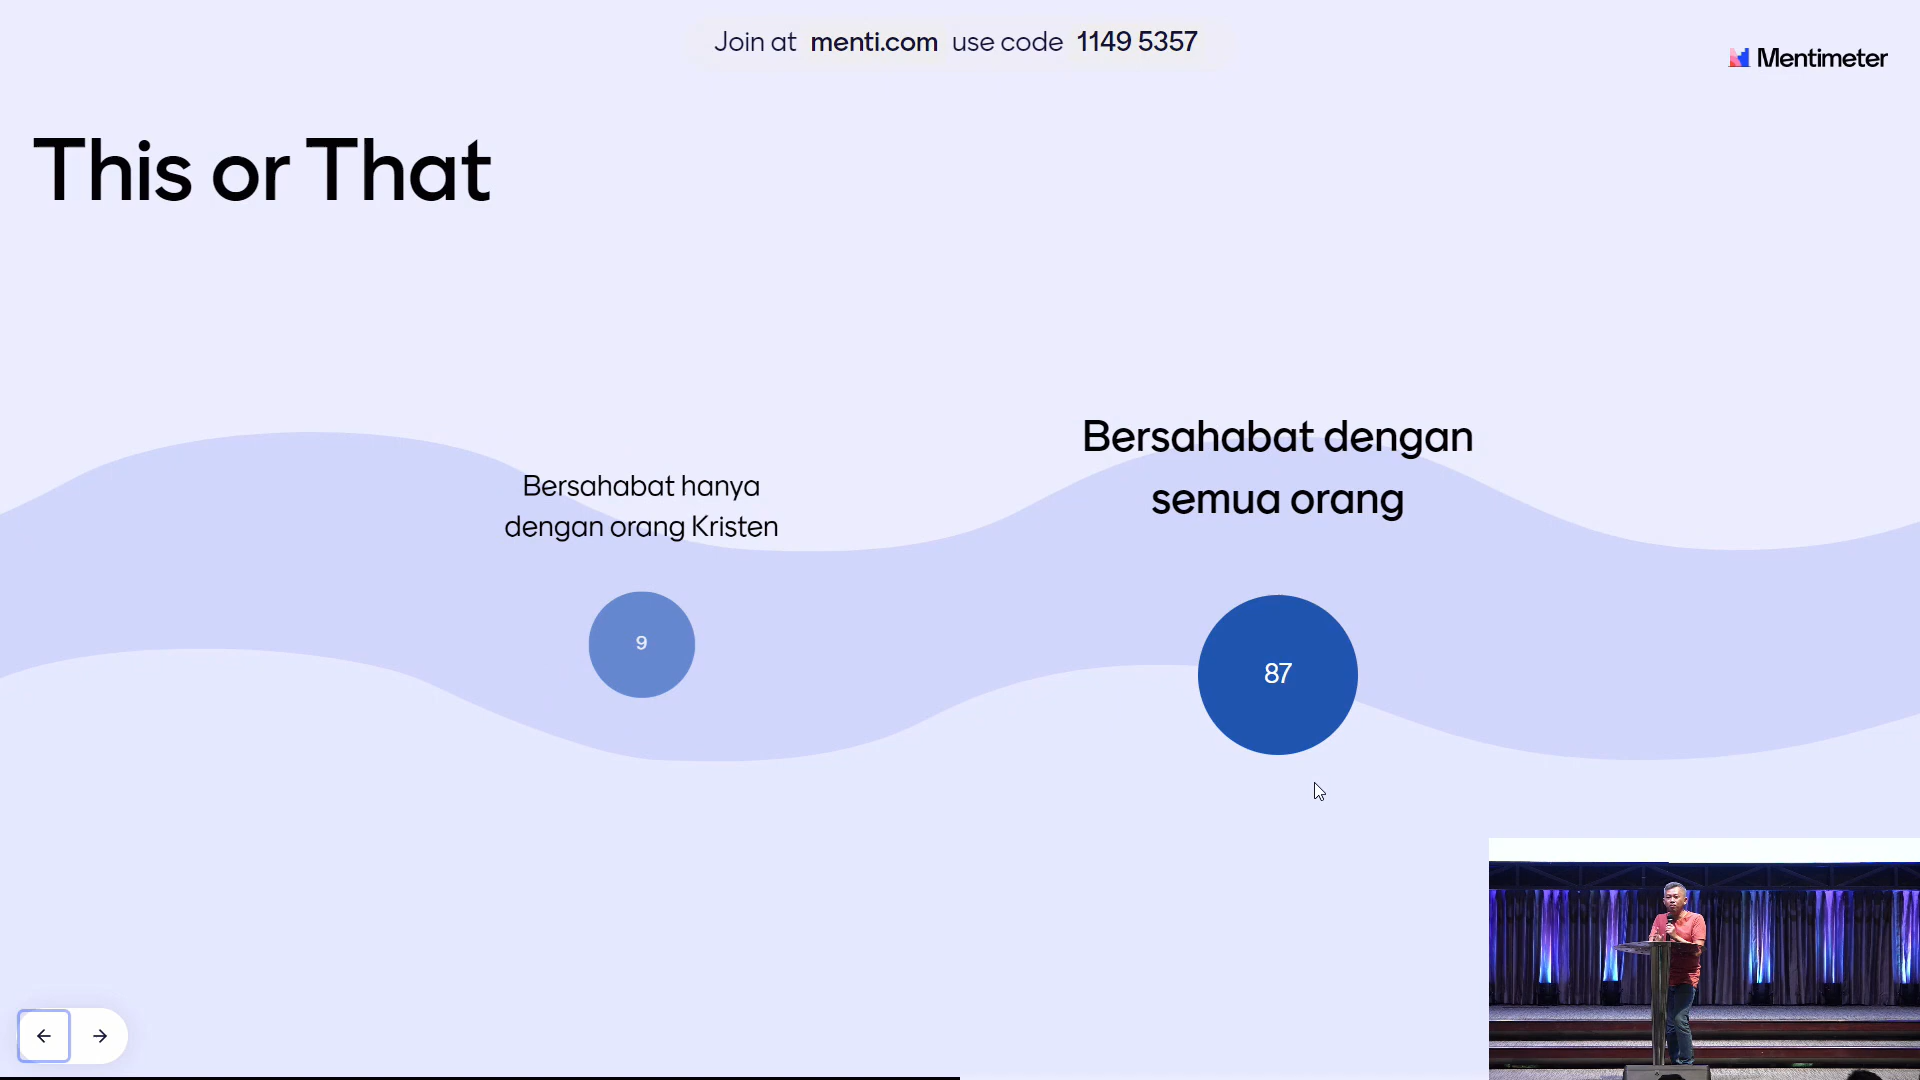 Join at menti.com use code 1149 5357
Mentimeter
This or That
Bersahabat hanya
dengan orang Kristen
9
Bersahabat dengan
semua orang
87